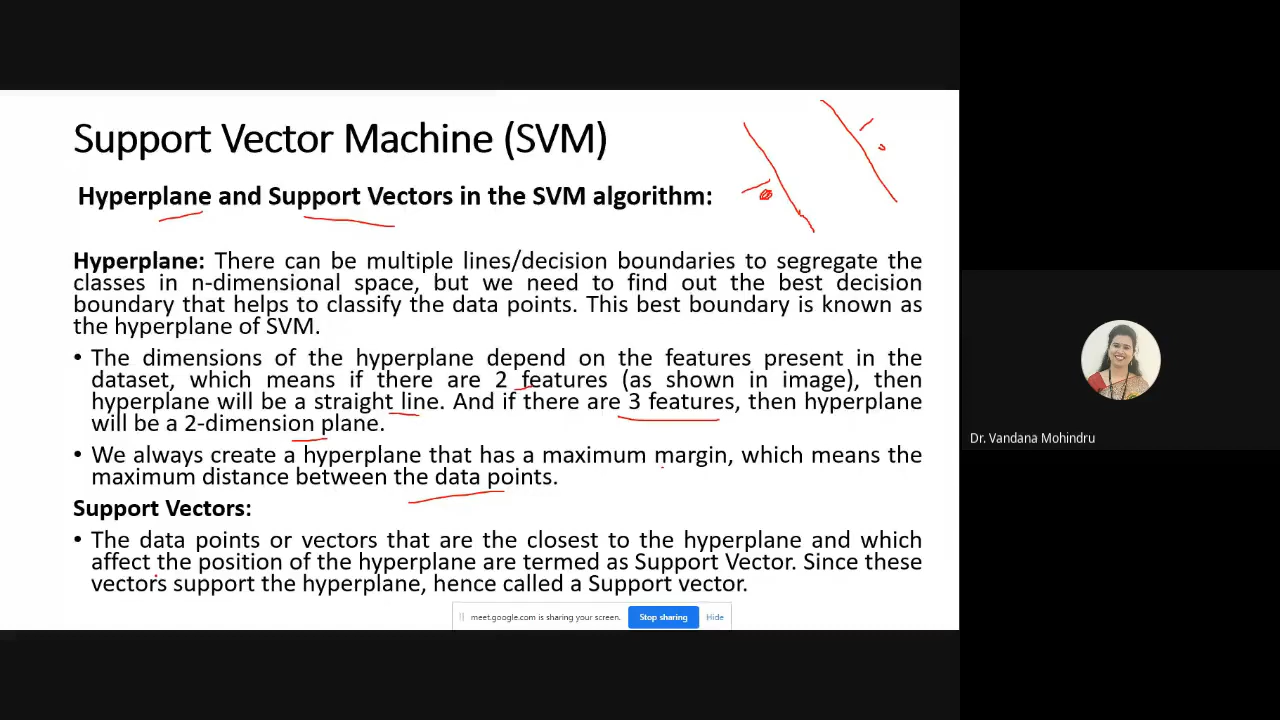 Support Vector Machine (SVM)
Hyperplane and Support Vectors in the SVM algorithm:
Hyperplane: There can be multiple lines/decision boundaries to segregate the
classes in n-dimensional space, but we need to find out the best decision
boundary that helps to classify the data points. This best boundary is known as
the hyperplane of SVM.
• The dimensions of the hyperplane depend on the features present in the
dataset, which means if there are 2 features (as shown in image), then
hyperplane will be a straight line. And if there are 3 features, then hyperplane
will be a 2-dimension plane.
• We always create a hyperplane that has a maximum margin, which means the
maximum distance between the data points.
Support Vectors:
• The data points or vectors that are the closest to the hyperplane and which
affect the position of the hyperplane are termed as Support Vector. Since these
vectors support the hyperplane, hence called a Support vector.
meet.google.com is sharing your screen. Stop sharing Hide
Dr. Vandana Mohindru